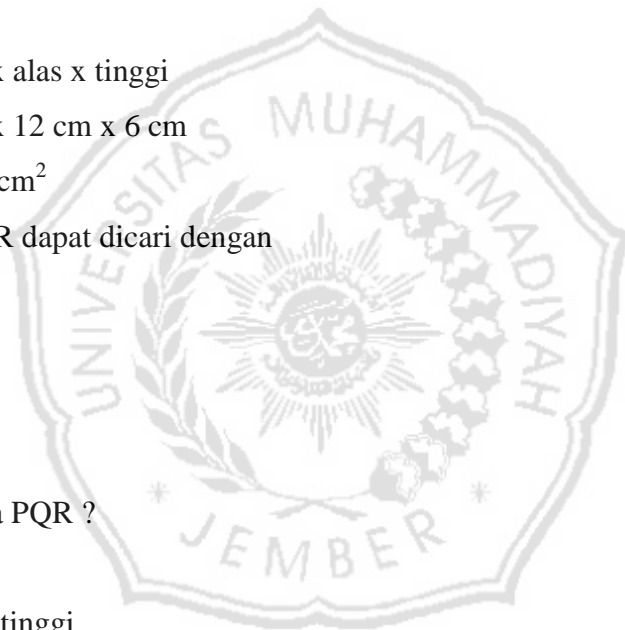 x alas x tinggi
x 12 cm x 6 cm
cm²
R dapat dicari dengan
UNIVERSITAS MUHAMMADIYAH
a PQR ?
JEMBER
tinggi